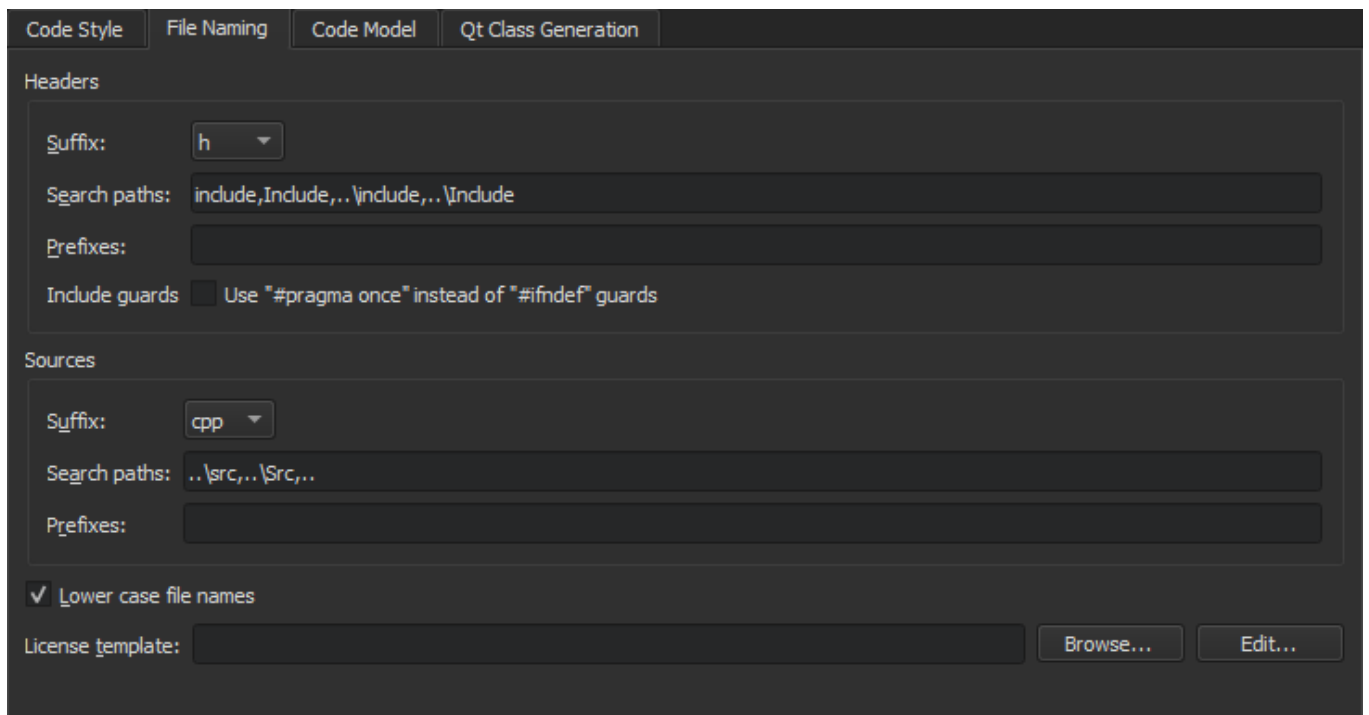 Code Style File Naming Code Model Qt Class Generation
Headers
Suffix: h
Search paths: include,Include,..\include,..\Include
Prefixes:
Include guards Use "#pragma once" instead of "#ifndef" guards
Sources
Suffix: cpp
Search paths: ..\src,..\Src,..
Prefixes:
Lower case file names
License template: Browse... Edit...